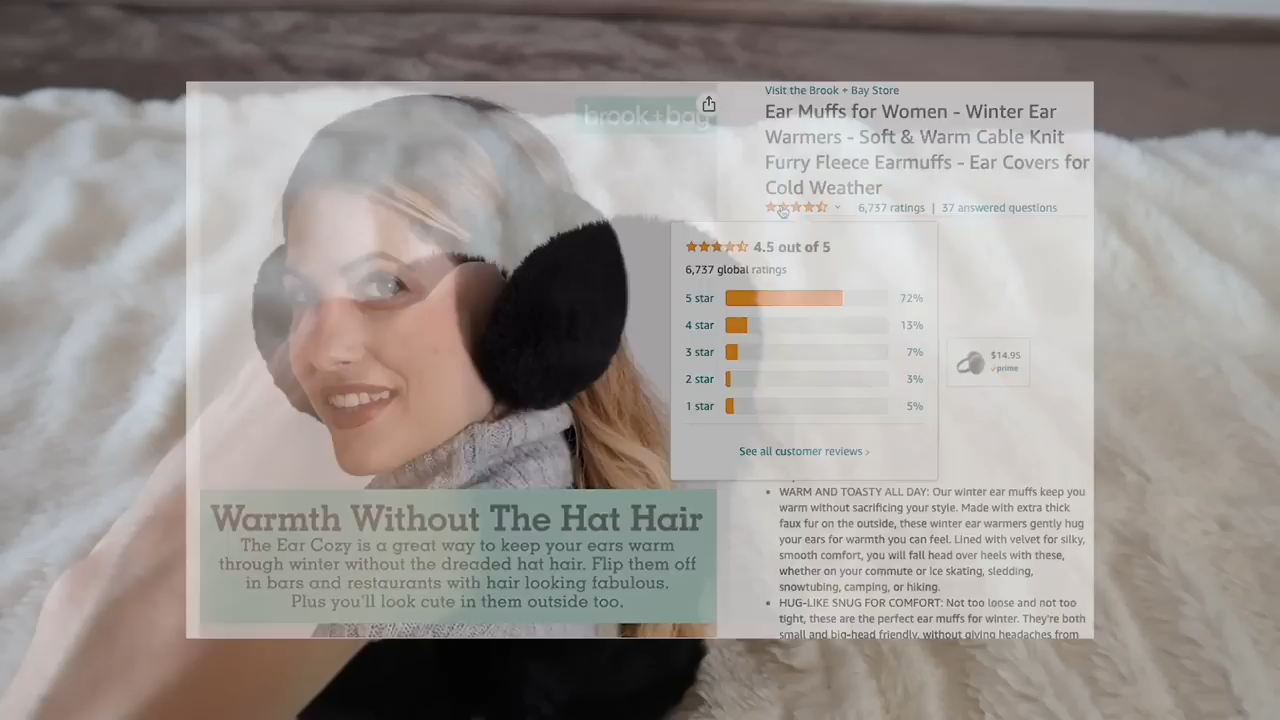 brook+bay
Visit the Brook + Bay Store
Ear Muffs for Women - Winter Ear
Warmers - Soft & Warm Cable Knit
Furry Fleece Earmuffs - Ear Covers for
Cold Weather
6,737 ratings | 37 answered questions
4.5 out of 5
6,737 global ratings
5 star 72%
4 star 13%
3 star 7%
2 star 3%
1 star 5%
See all customer reviews ›
$14.95
✓prime
Warmth Without The Hat Hair
The Ear Cozy is a great way to keep your ears warm
through winter without the dreaded hat hair. Flip them off
in bars and restaurants with hair looking fabulous.
Plus you'll look cute in them outside too.
• WARM AND TOASTY ALL DAY: Our winter ear muffs keep you
warm without sacrificing your style. Made with extra thick
faux fur on the outside, these winter ear warmers gently hug
your ears for warmth you can feel. Lined with velvet for silky,
smooth comfort, you will fall head over heels with these,
whether on your commute or ice skating, sledding,
snowtubing, camping, or hiking.
• HUG-LIKE SNUG FOR COMFORT: Not too loose and not too
tight, these are the perfect ear muffs for winter. They're both
small and big-head friendly, without giving headaches from